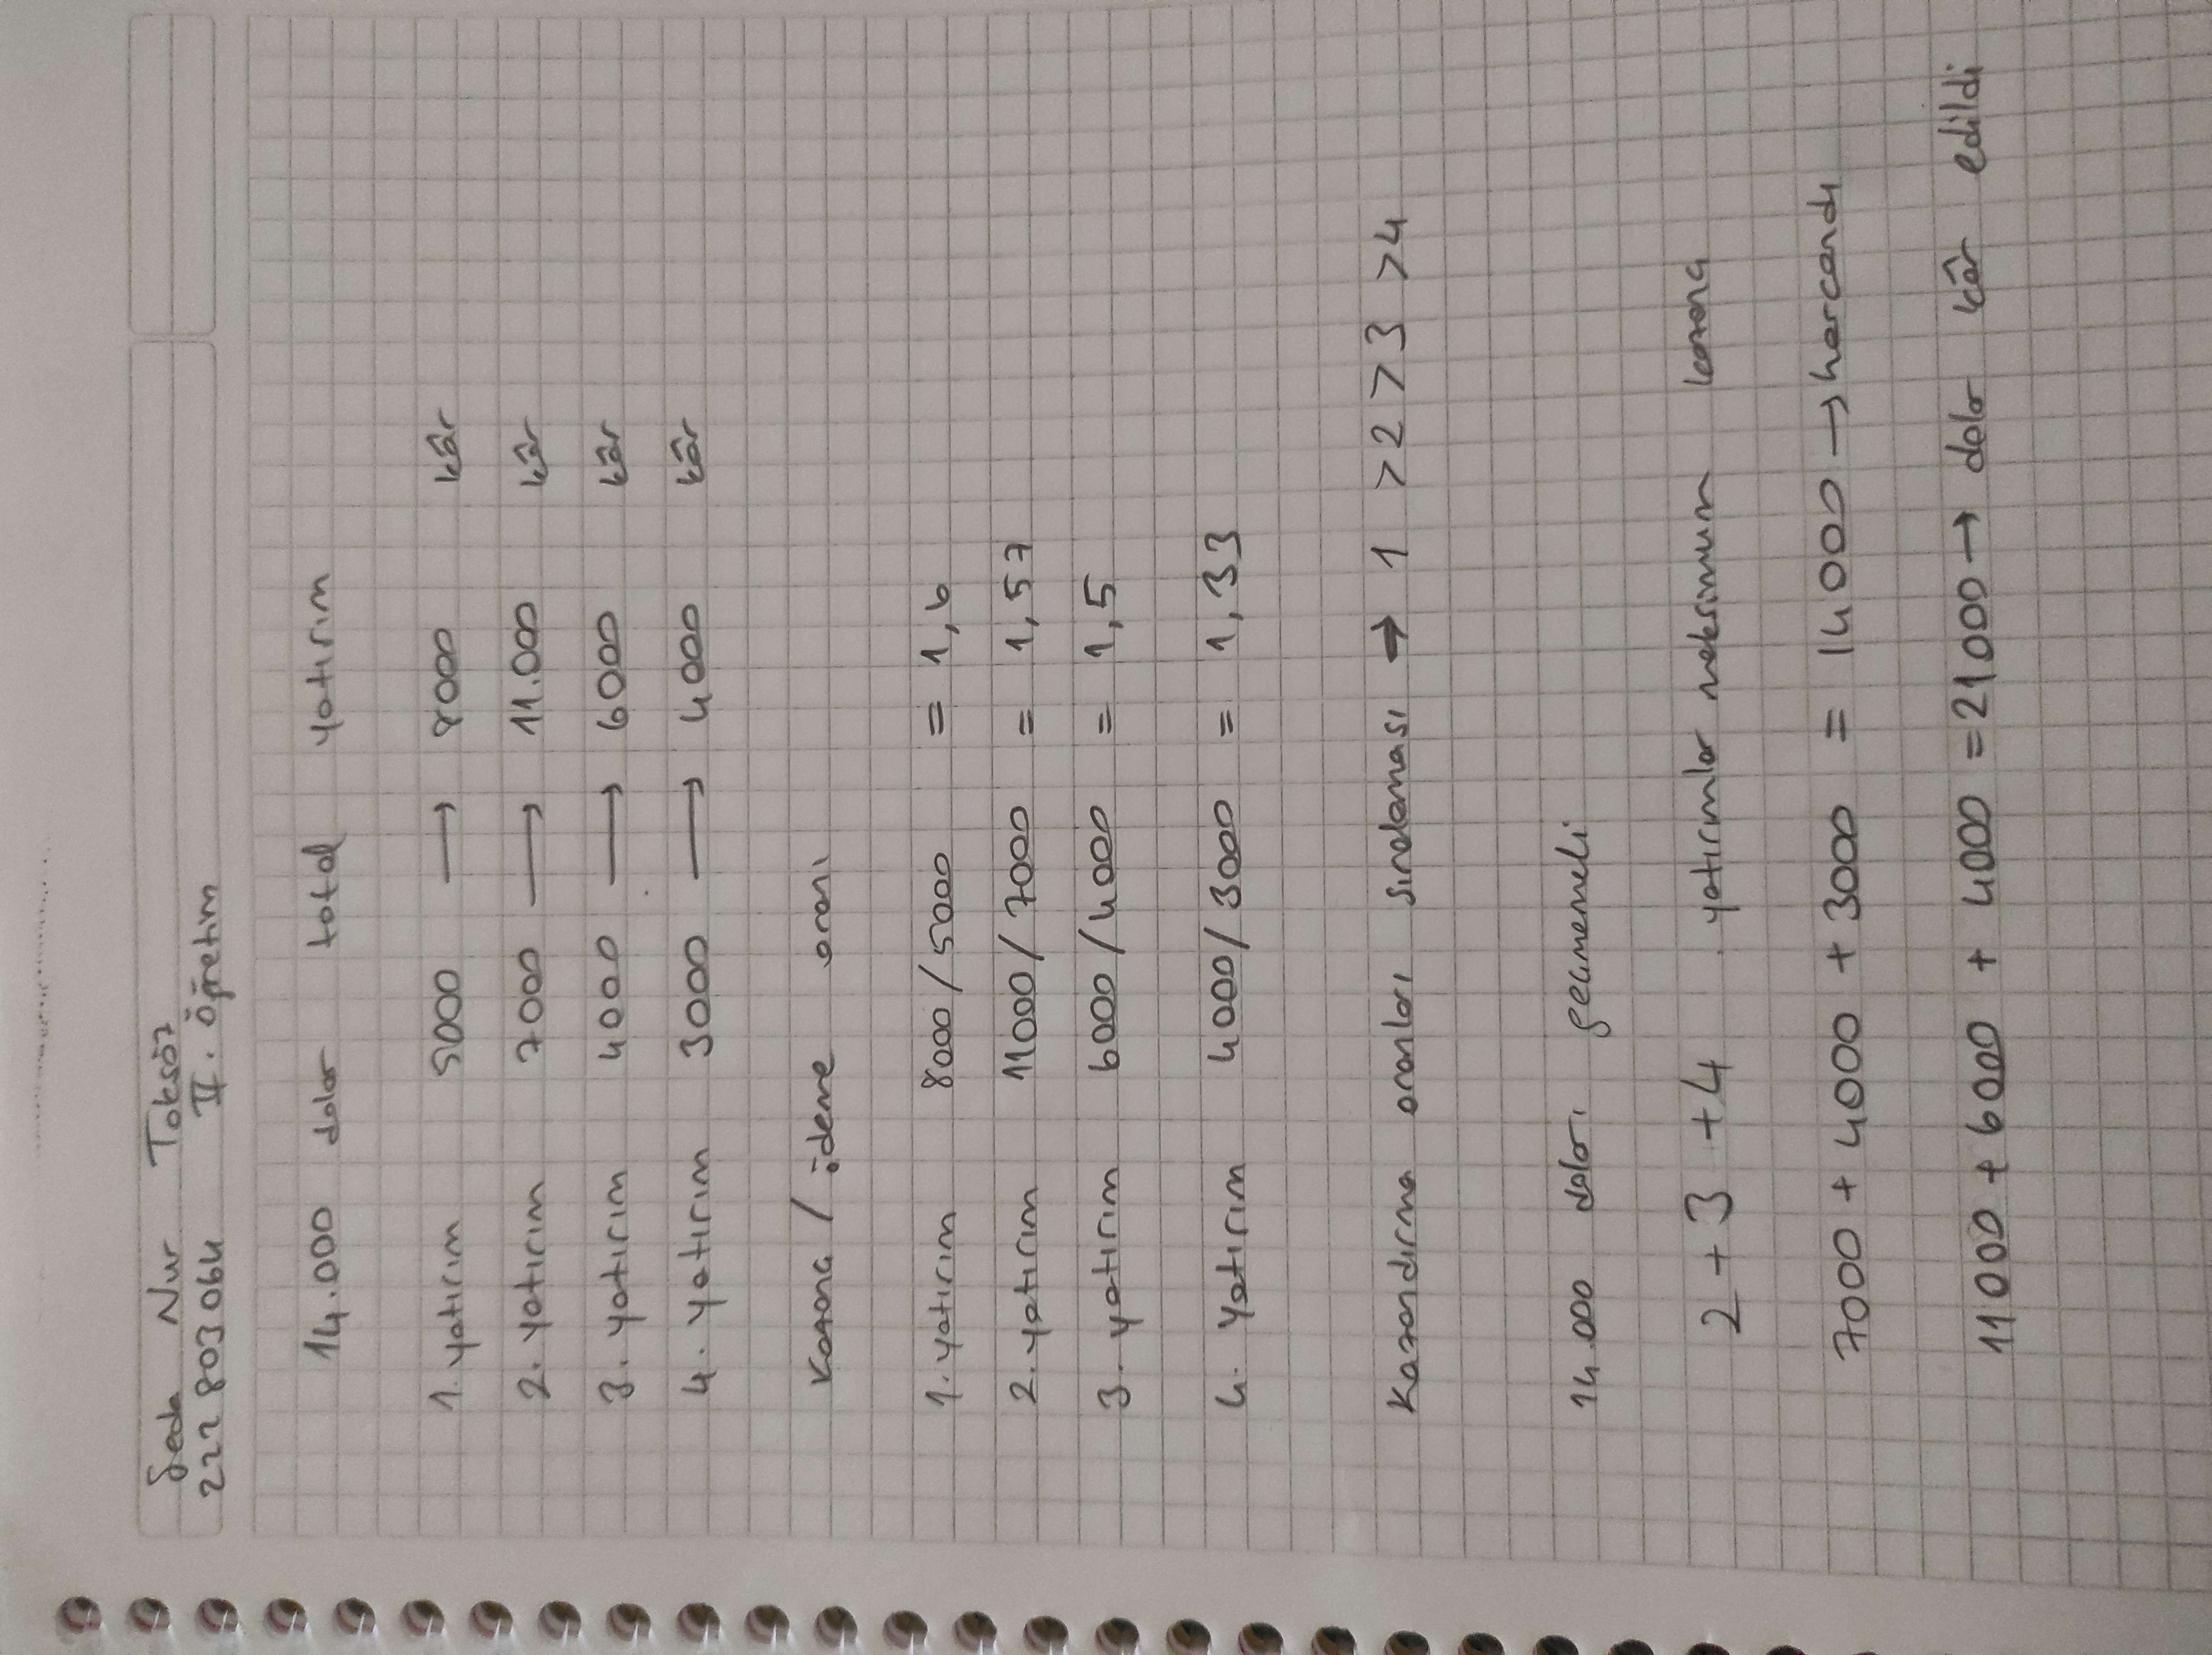 Seda Nur Toksöz
222803064 II. Öğretim
14.000 dolar total yatırım
1. yatırım 5000 → 8000 kâr
2. yatırım 7000 → 11.000 kâr
3. yatırım 4000 → 6000 kâr
4. yatırım 3000 → 4000 kâr
Kazanç / ödeme oranı
1. yatırım 8000/5000 = 1,6
2. yatırım 11000/7000 = 1,57
3. yatırım 6000/4000 = 1,5
4. Yatırım 4000/3000 = 1,33
Kazandırma oranları sıralaması → 1 >2 >3 >4
14.000 doları geçmemeli
2 + 3 + 4 yatırımlar maksimum kazanç
7000 + 4000 + 3000 = 14000 → harcandı
11000 + 6000 + 4000 = 21000 → dolar kâr edildi